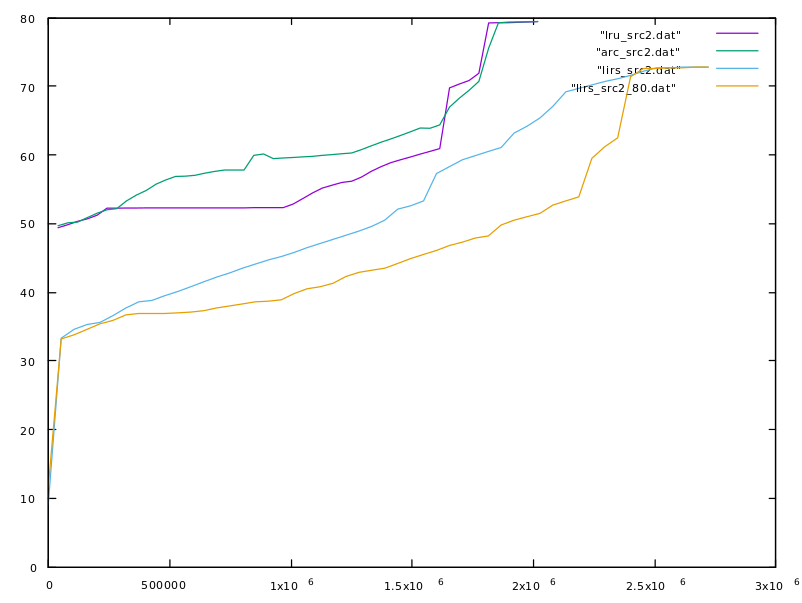 80
"lru_src2.dat"
"arc_src2.dat"
"lirs_src2.dat"
70
"lirs_src2_80.dat"
60
50
40
30
20
10
0
0 500000 1x10 6 1.5x10 6 2x10 6 2.5x10 6 3x10 6